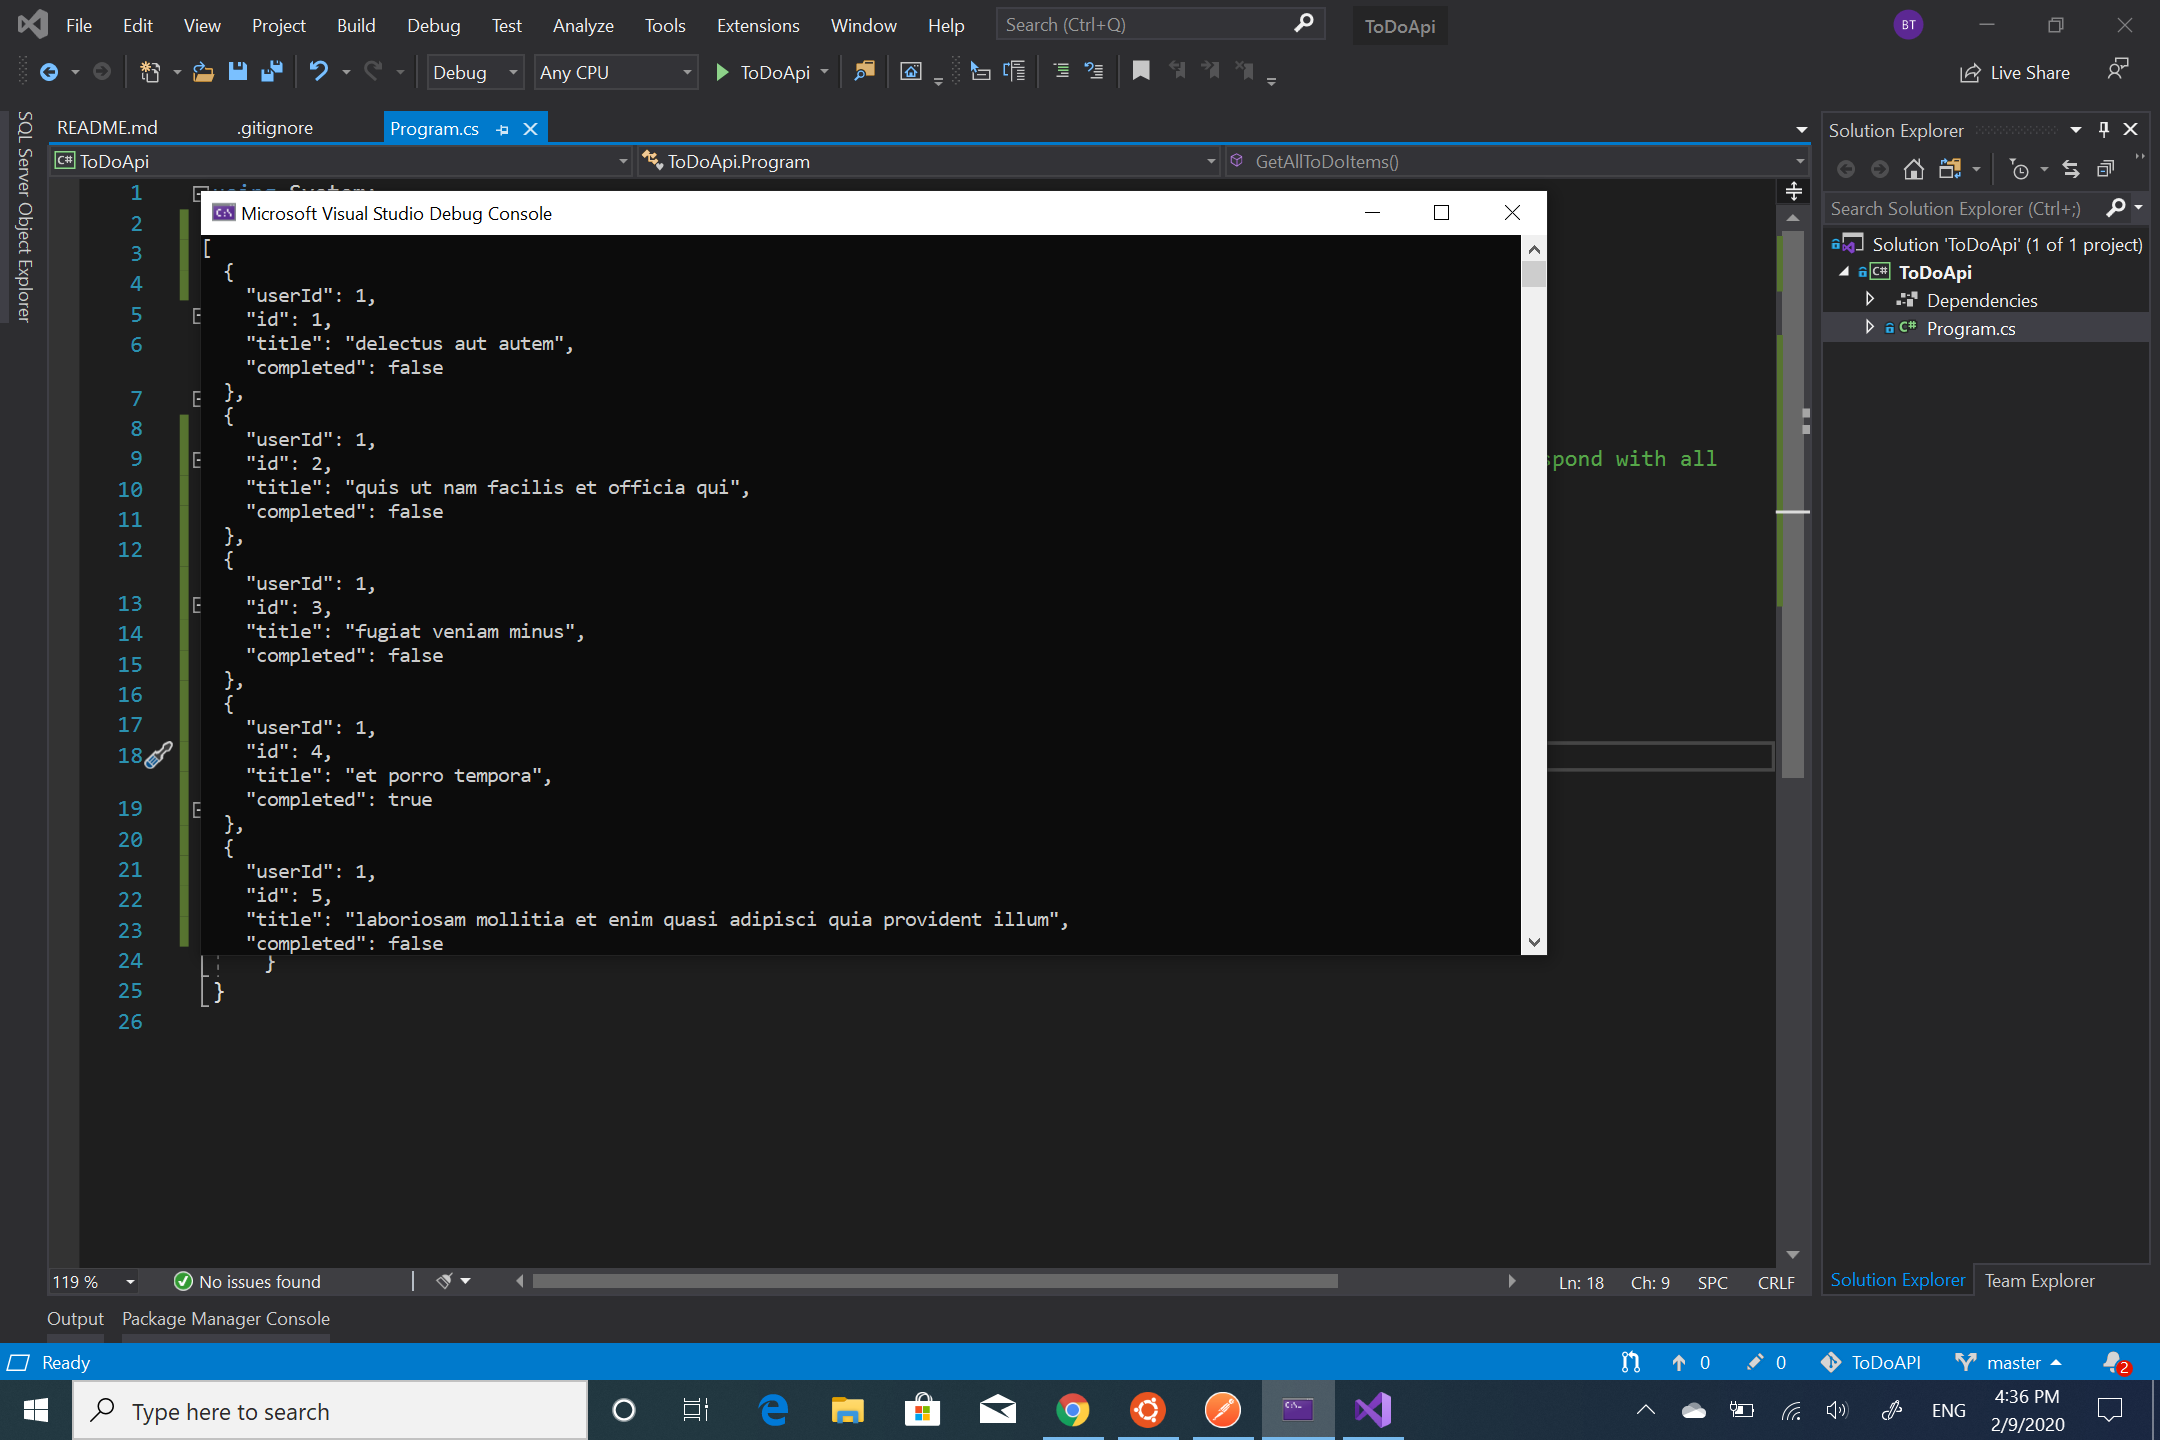 File Edit View Project Build Debug Test Analyze Tools Extensions Window Help Search (Ctrl+Q) ToDoApi BT
Debug Any CPU ToDoApi Live Share
SQL Server Object Explorer
README.md .gitignore Program.cs
ToDoApi ToDoApi.Program GetAllToDoItems()
1
2
3
4
5
6
7
8
9 spond with all
10
11
12
13
14
15
16
17
18
19
20
21
22
23
24 }
25 }
26
Microsoft Visual Studio Debug Console
[
{
"userId": 1,
"id": 1,
"title": "delectus aut autem",
"completed": false
},
{
"userId": 1,
"id": 2,
"title": "quis ut nam facilis et officia qui",
"completed": false
},
{
"userId": 1,
"id": 3,
"title": "fugiat veniam minus",
"completed": false
},
{
"userId": 1,
"id": 4,
"title": "et porro tempora",
"completed": true
},
{
"userId": 1,
"id": 5,
"title": "laboriosam mollitia et enim quasi adipisci quia provident illum",
"completed": false
Solution Explorer
Search Solution Explorer (Ctrl+;)
Solution 'ToDoApi' (1 of 1 project)
C# ToDoApi
Dependencies
C# Program.cs
119 % No issues found Ln: 18 Ch: 9 SPC CRLF
Solution Explorer Team Explorer
Output Package Manager Console
Ready 0 0 ToDoAPI master 2
Type here to search ENG 4:36 PM
2/9/2020